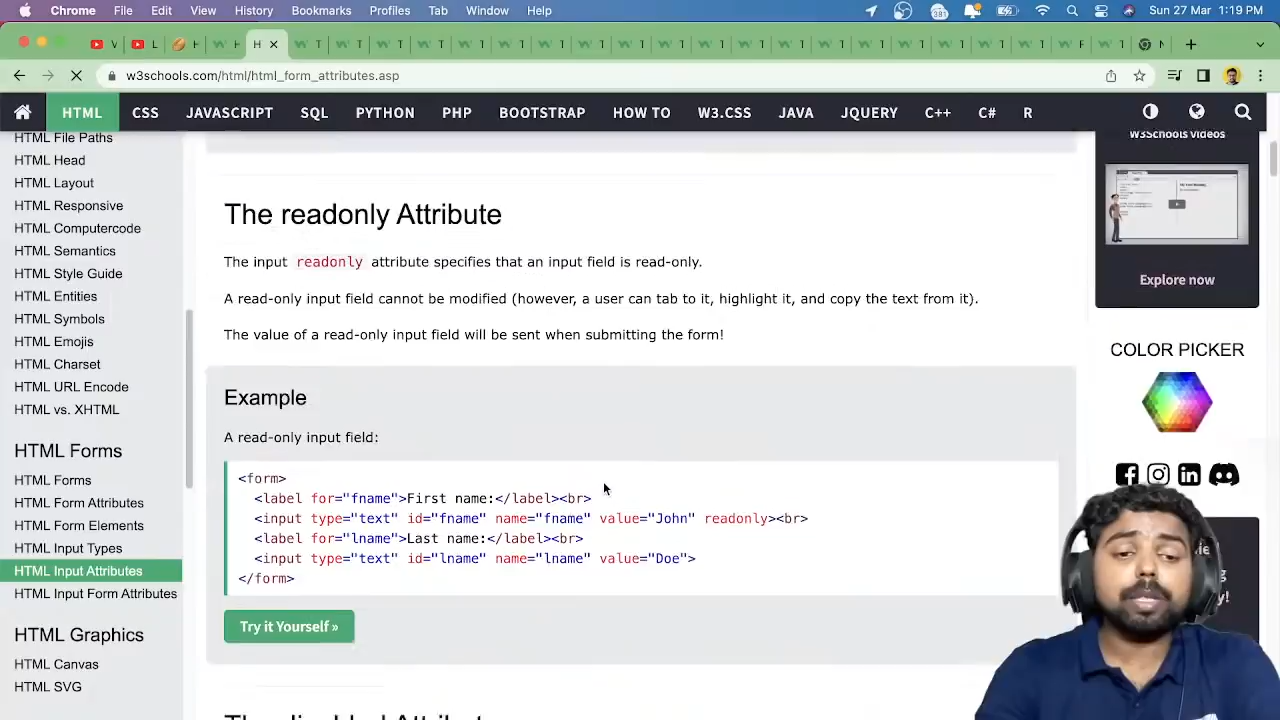 Chrome File Edit View History Bookmarks Profiles Tab Window Help 381 Sun 27 Mar 1:19 PM
w3schools.com/html/html_form_attributes.asp
HTML CSS JAVASCRIPT SQL PYTHON PHP BOOTSTRAP HOW TO W3.CSS JAVA JQUERY C++ C# R
HTML File Paths
HTML Head
HTML Layout
HTML Responsive
HTML Computercode
HTML Semantics
HTML Style Guide
HTML Entities
HTML Symbols
HTML Emojis
HTML Charset
HTML URL Encode
HTML vs. XHTML
HTML Forms
HTML Forms
HTML Form Attributes
HTML Form Elements
HTML Input Types
HTML Input Attributes
HTML Input Form Attributes
HTML Graphics
HTML Canvas
HTML SVG
The readonly Attribute
The input readonly attribute specifies that an input field is read-only.
A read-only input field cannot be modified (however, a user can tab to it, highlight it, and copy the text from it).
The value of a read-only input field will be sent when submitting the form!
Example
A read-only input field:
<form>
<label for="fname">First name:</label><br>
<input type="text" id="fname" name="fname" value="John" readonly><br>
<label for="lname">Last name:</label><br>
<input type="text" id="lname" name="lname" value="Doe">
</form>
Try it Yourself »
W3Schools videos
Explore now
COLOR PICKER